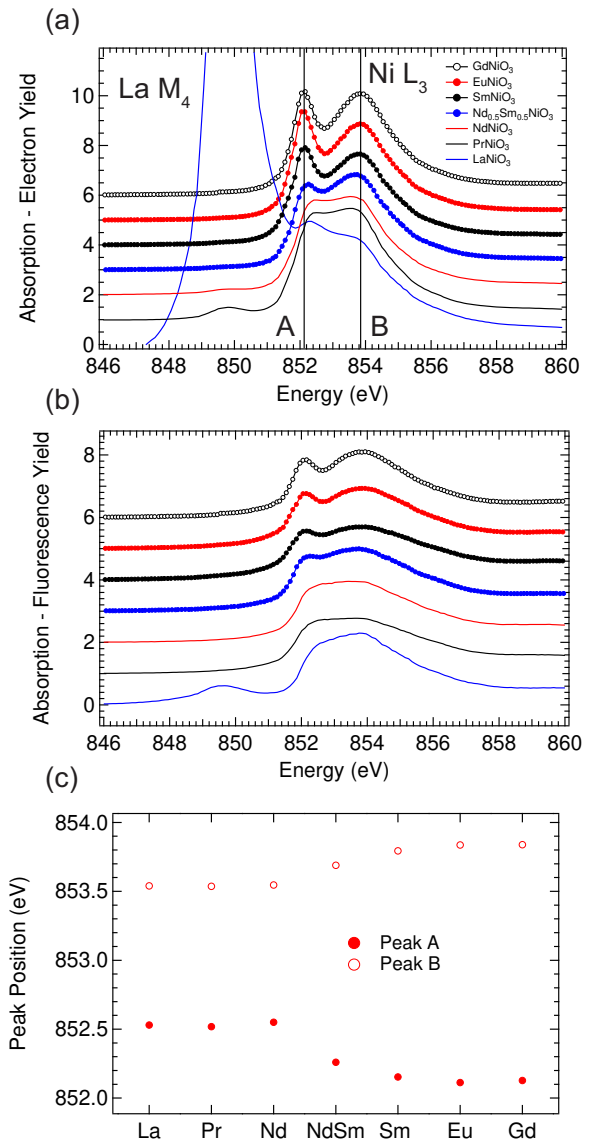 (a)
La M4
Ni L3
GdNiO3
EuNiO3
SmNiO3
Nd0.5Sm0.5NiO3
NdNiO3
PrNiO3
LaNiO3
Absorption - Electron Yield
10
8
6
4
2
0
A
B
846 848 850 852 854 856 858 860
Energy (eV)
(b)
Absorption - Fluorescence Yield
8
6
4
2
0
846 848 850 852 854 856 858 860
Energy (eV)
(c)
Peak Position (eV)
854.0
853.5
853.0
852.5
852.0
Peak A
Peak B
La Pr Nd NdSm Sm Eu Gd